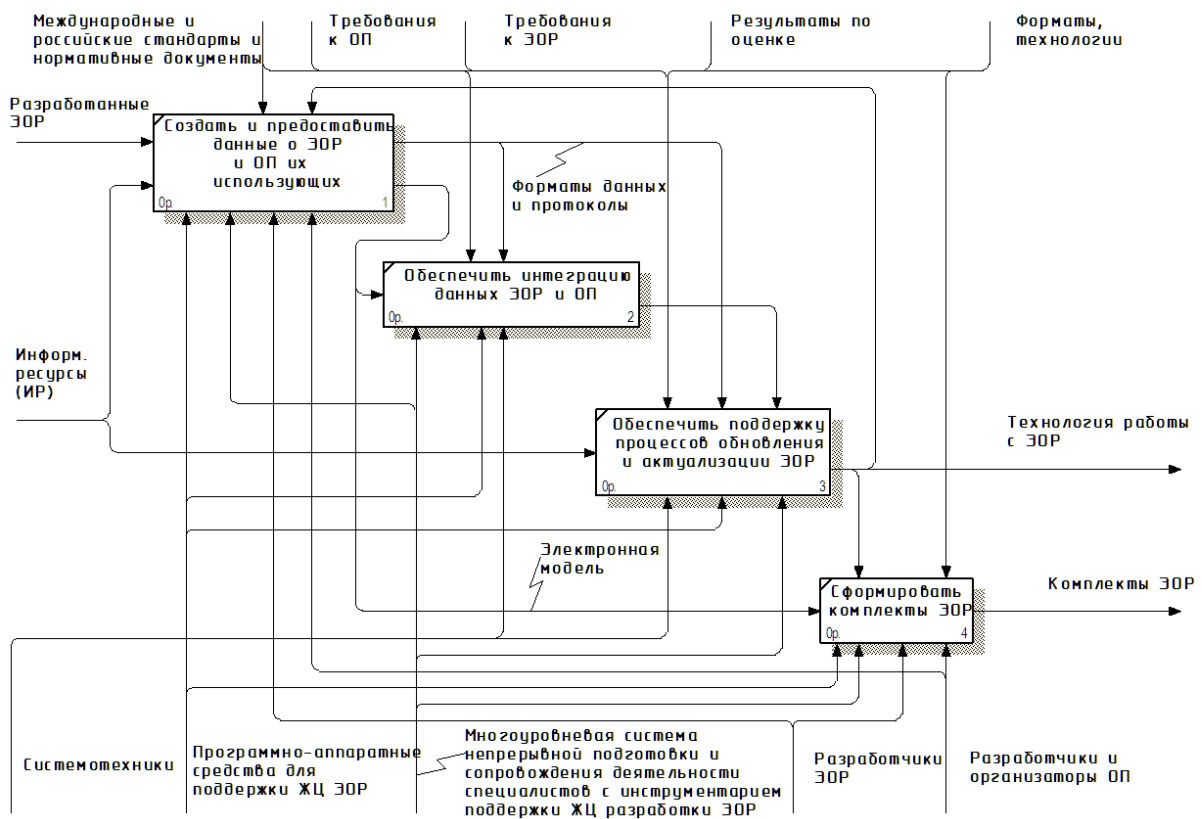 Международные и
российские стандарты и
нормативные документы
Требования
к ОП
Требования
к ЭОР
Результаты по
оценке
Форматы,
технологии
Разработанные
ЭОР
Создать и предоставить
данные о ЭОР
и ОП их
использующих
0р.
1
Форматы данных
и протоколы
Обеспечить интеграцию
данных ЭОР и ОП
0р.
2
Информ.
ресурсы
(ИР)
Обеспечить поддержку
процессов обновления
и актуализации ЭОР
0р.
3
Технология работы
с ЭОР
Электронная
модель
Сформировать
комплекты ЭОР
0р.
4
Комплекты ЭОР
Системотехники
Программно-аппаратные
средства для
поддержки ЖЦ ЭОР
Многоуровневая система
непрерывной подготовки и
сопровождения деятельности
специалистов с инструментарием
поддержки ЖЦ разработки ЭОР
Разработчики
ЭОР
Разработчики и
организаторы ОП